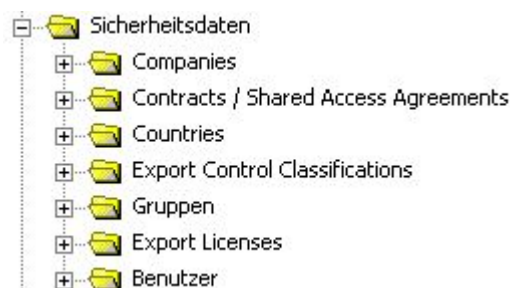 Sicherheitsdaten
Companies
Contracts / Shared Access Agreements
Countries
Export Control Classifications
Gruppen
Export Licenses
Benutzer